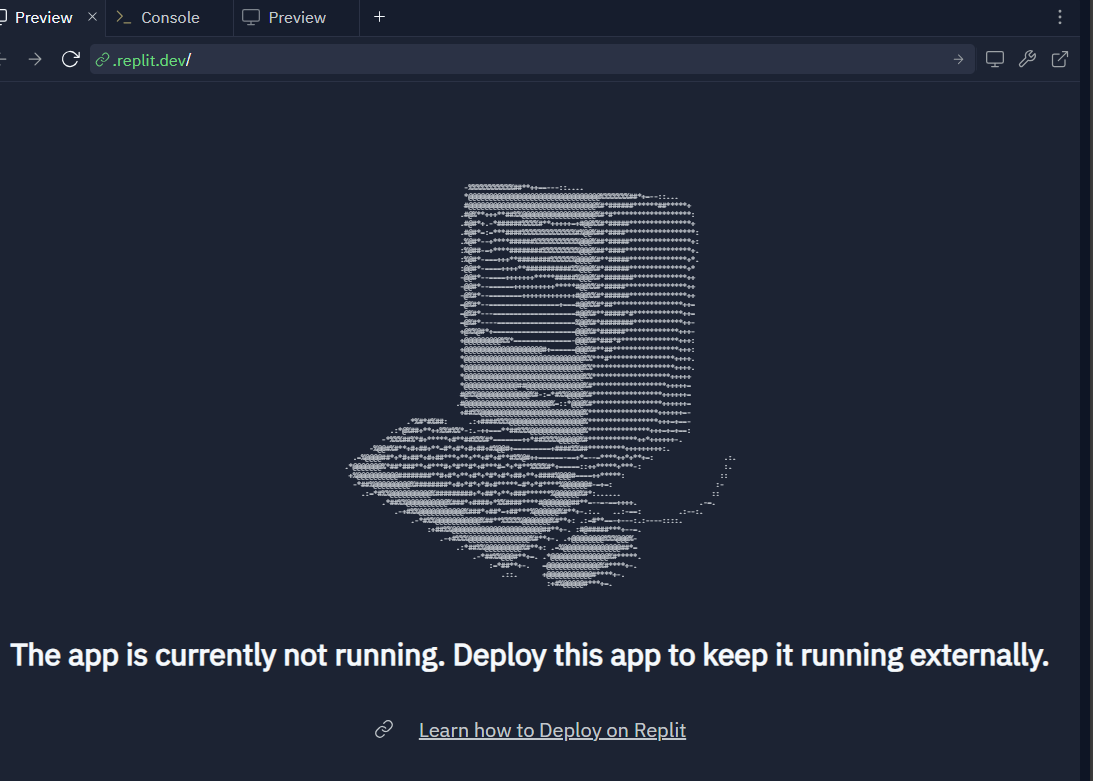 Preview
Console
Preview
.replit.dev/
The app is currently not running. Deploy this app to keep it running externally.
Learn how to Deploy on Replit